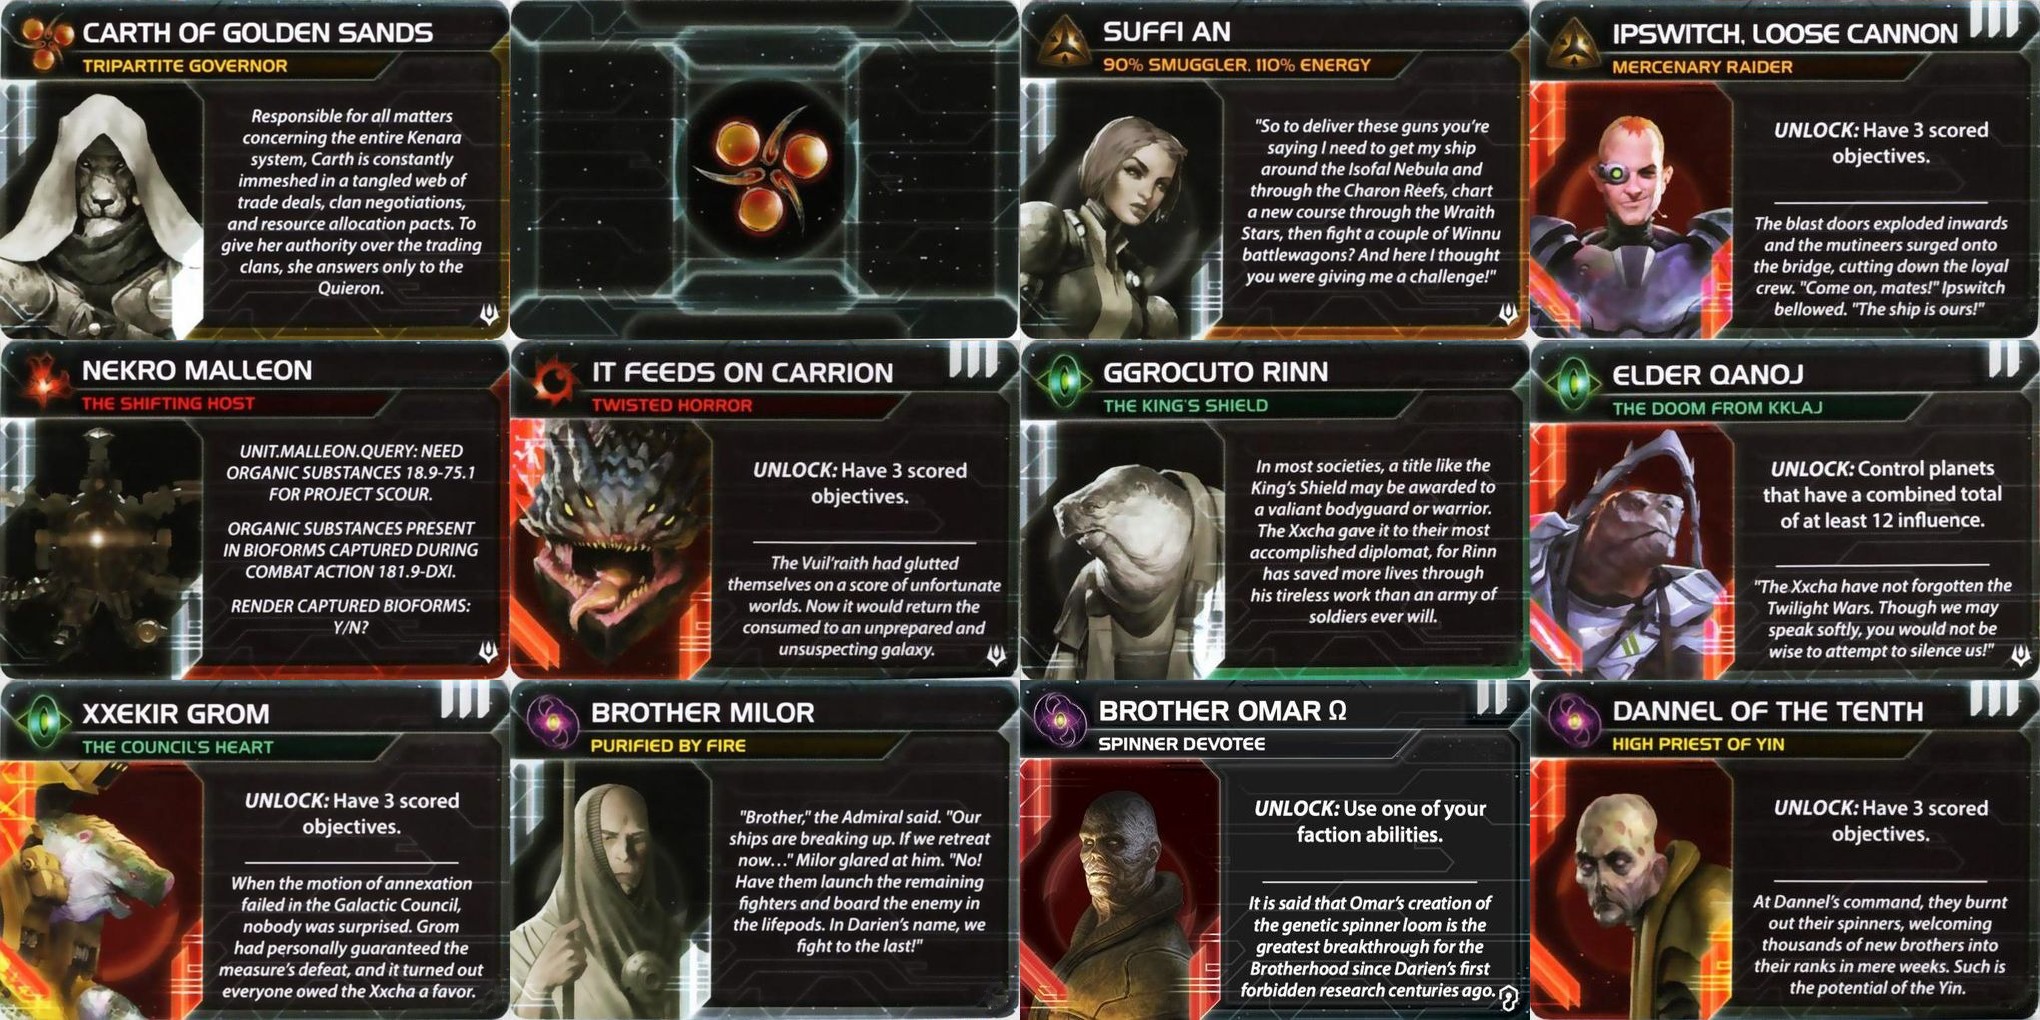 CARTH OF GOLDEN SANDS
TRIPARTITE GOVERNOR
Responsible for all matters
concerning the entire Kenara
system, Carth is constantly
immeshed in a tangled web of
trade deals, clan negotiations,
and resource allocation pacts. To
give her authority over the trading
clans, she answers only to the
Quieron.
SUFFI AN
90% SMUGGLER, 110% ENERGY
"So to deliver these guns you're
saying I need to get my ship
around the Isofal Nebula and
through the Charon Reefs, chart
a new course through the Wraith
Stars, then fight a couple of Winnu
battlewagons? And here I thought
you were giving me a challenge!"
IPSWITCH, LOOSE CANNON
MERCENARY RAIDER
UNLOCK: Have 3 scored
objectives.
The blast doors exploded inwards
and the mutineers surged onto
the bridge, cutting down the loyal
crew. "Come on, mates!" Ipswitch
bellowed. "The ship is ours!"
NEKRO MALLEON
THE SHIFTING HOST
UNIT.MALLEON.QUERY: NEED
ORGANIC SUBSTANCES 18.9-75.1
FOR PROJECT SCOUR.
ORGANIC SUBSTANCES PRESENT
IN BIOFORMS CAPTURED DURING
COMBAT ACTION 181.9-DXI.
RENDER CAPTURED BIOFORMS:
Y/N?
IT FEEDS ON CARRION
TWISTED HORROR
UNLOCK: Have 3 scored
objectives.
The Vuil'raith had glutted
themselves on a score of unfortunate
worlds. Now it would return the
consumed to an unprepared and
unsuspecting galaxy.
GGROCUTO RINN
THE KING'S SHIELD
In most societies, a title like the
King's Shield may be awarded to
a valiant bodyguard or warrior.
The Xxcha gave it to their most
accomplished diplomat, for Rinn
has saved more lives through
his tireless work than an army of
soldiers ever will.
ELDER QANOJ
THE DOOM FROM KKLAJ
UNLOCK: Control planets
that have a combined total
of at least 12 influence.
"The Xxcha have not forgotten the
Twilight Wars. Though we may
speak softly, you would not be
wise to attempt to silence us!"
XXEKIR GROM
THE COUNCIL'S HEART
UNLOCK: Have 3 scored
objectives.
When the motion of annexation
failed in the Galactic Council,
nobody was surprised. Grom
had personally guaranteed the
measure's defeat, and it turned out
everyone owed the Xxcha a favor.
BROTHER MILOR
PURIFIED BY FIRE
"Brother," the Admiral said. "Our
ships are breaking up. If we retreat
now..." Milor glared at him. "No!
Have them launch the remaining
fighters and board the enemy in
the lifepods. In Darien's name, we
fight to the last!"
BROTHER OMAR Ω
SPINNER DEVOTEE
UNLOCK: Use one of your
faction abilities.
It is said that Omar's creation of
the genetic spinner loom is the
greatest breakthrough for the
Brotherhood since Darien's first
forbidden research centuries ago.
DANNEL OF THE TENTH
HIGH PRIEST OF YIN
UNLOCK: Have 3 scored
objectives.
At Dannel's command, they burnt
out their spinners, welcoming
thousands of new brothers into
their ranks in mere weeks. Such is
the potential of the Yin.